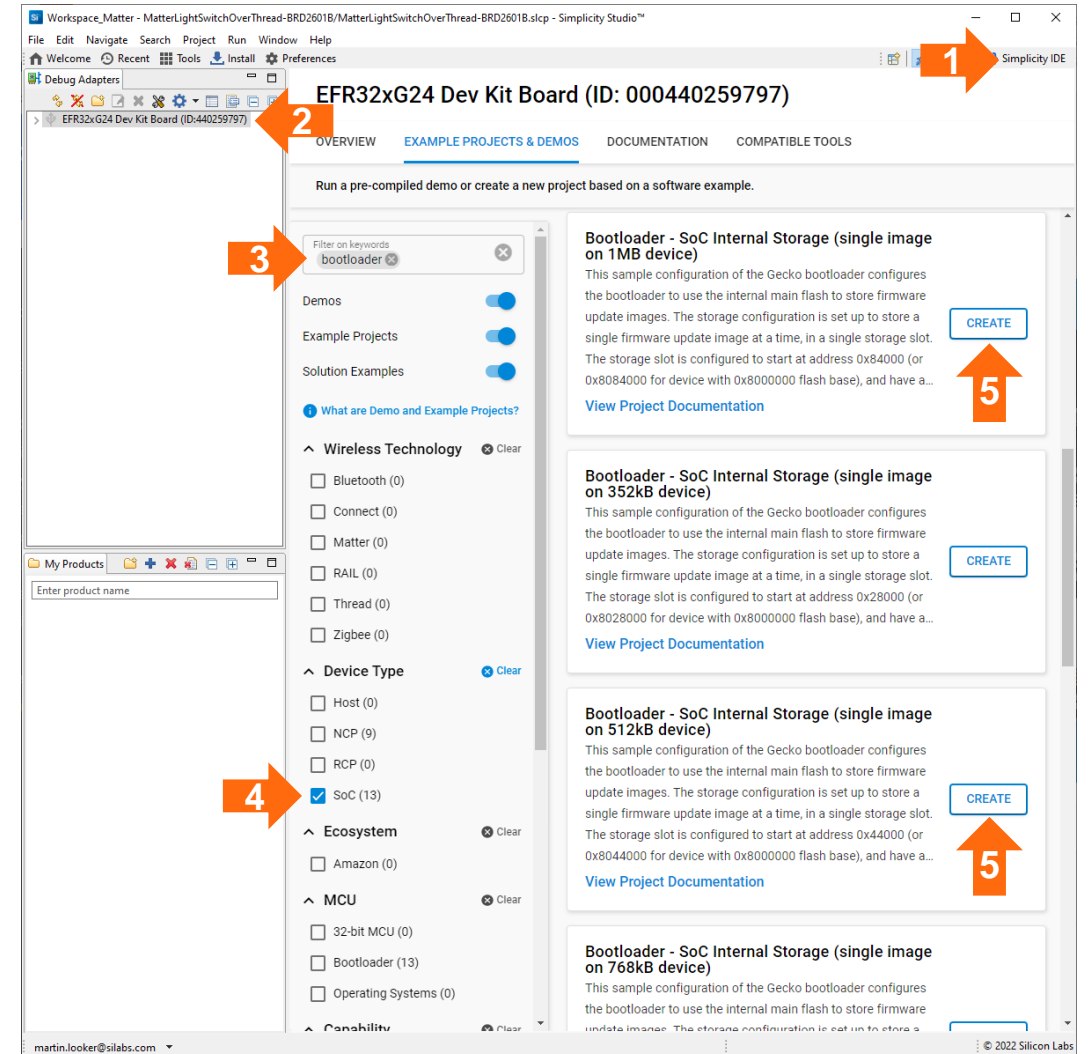 Workspace_Matter - MatterLightSwitchOverThread-BRD2601B/MatterLightSwitchOverThread-BRD2601B.slcp - Simplicity Studio™
File Edit Navigate Search Project Run Window Help
Welcome Recent Tools Install Preferences
1
Simplicity IDE
Debug Adapters
EFR32xG24 Dev Kit Board (ID:440259797)
2
EFR32xG24 Dev Kit Board (ID: 000440259797)
OVERVIEW EXAMPLE PROJECTS & DEMOS DOCUMENTATION COMPATIBLE TOOLS
Run a pre-compiled demo or create a new project based on a software example.
3
Filter on keywords
bootloader
Demos
Example Projects
Solution Examples
What are Demo and Example Projects?
Wireless Technology Clear
Bluetooth (0)
Connect (0)
Matter (0)
RAIL (0)
Thread (0)
Zigbee (0)
Device Type Clear
Host (0)
NCP (9)
RCP (0)
4
SoC (13)
Ecosystem Clear
Amazon (0)
MCU Clear
32-bit MCU (0)
Bootloader (13)
Operating Systems (0)
Capability Clear
Bootloader - SoC Internal Storage (single image
on 1MB device)
This sample configuration of the Gecko bootloader configures
the bootloader to use the internal main flash to store firmware
update images. The storage configuration is set up to store a
single firmware update image at a time, in a single storage slot.
The storage slot is configured to start at address 0x84000 (or
0x8084000 for device with 0x8000000 flash base), and have a...
View Project Documentation
CREATE
5
Bootloader - SoC Internal Storage (single image
on 352kB device)
This sample configuration of the Gecko bootloader configures
the bootloader to use the internal main flash to store firmware
update images. The storage configuration is set up to store a
single firmware update image at a time, in a single storage slot.
The storage slot is configured to start at address 0x28000 (or
0x8028000 for device with 0x8000000 flash base), and have a...
View Project Documentation
CREATE
Bootloader - SoC Internal Storage (single image
on 512kB device)
This sample configuration of the Gecko bootloader configures
the bootloader to use the internal main flash to store firmware
update images. The storage configuration is set up to store a
single firmware update image at a time, in a single storage slot.
The storage slot is configured to start at address 0x44000 (or
0x8044000 for device with 0x8000000 flash base), and have a...
View Project Documentation
CREATE
5
Bootloader - SoC Internal Storage (single image
on 768kB device)
This sample configuration of the Gecko bootloader configures
the bootloader to use the internal main flash to store firmware
update images. The storage configuration is set up to store a
My Products
Enter product name
martin.looker@silabs.com
© 2022 Silicon Labs